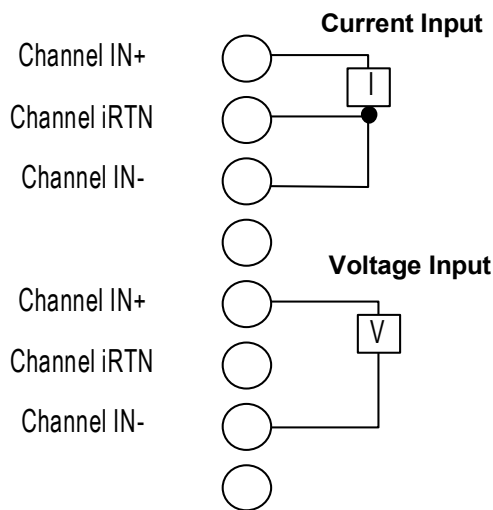 Current Input
Channel IN+
I
Channel iRTN
Channel IN-
Voltage Input
Channel IN+
V
Channel iRTN
Channel IN-